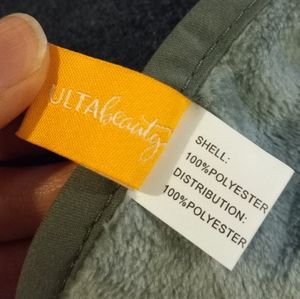 ULTAbeauty
SHELL:
100%POLYESTER
DISTRIBUTION:
100%POLYESTER